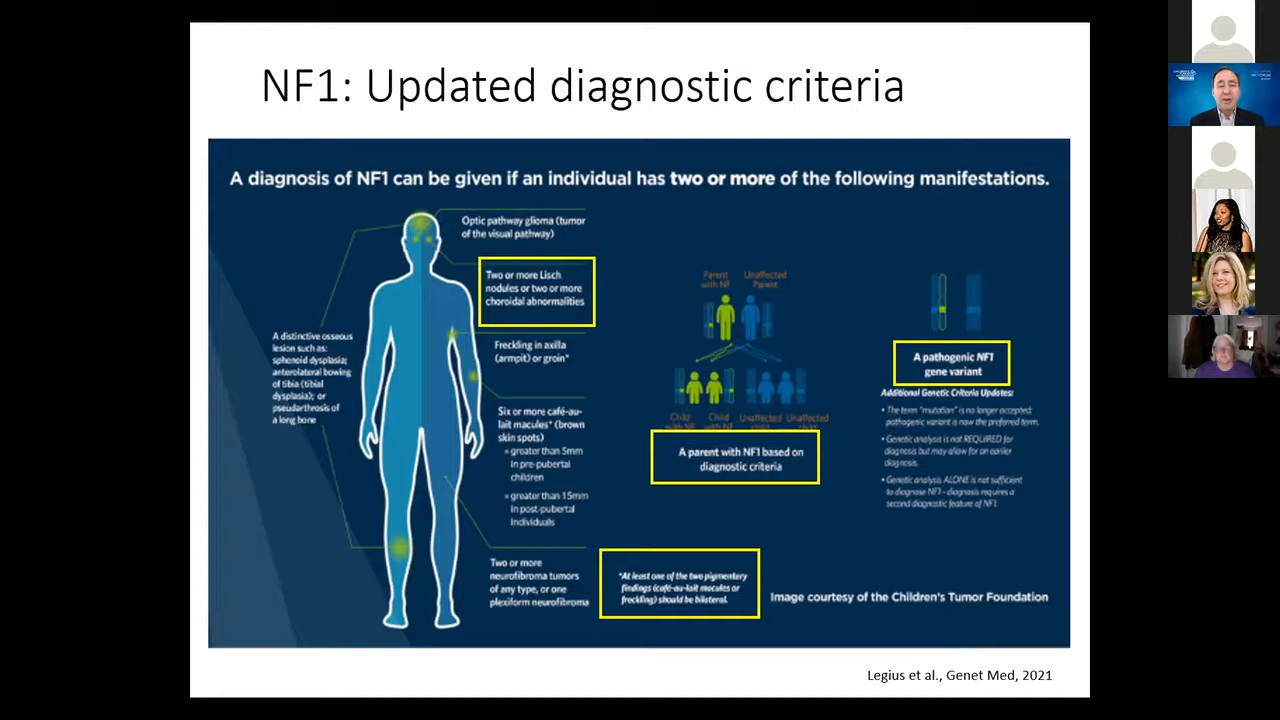 NF1: Updated diagnostic criteria
A diagnosis of NF1 can be given if an individual has two or more of the following manifestations.
Optic pathway glioma (tumor
of the visual pathway)
Two or more Lisch
nodules or two or more
choroidal abnormalities
Freckling in axilla
(armpit) or groin*
A distinctive osseous
lesion such as:
sphenoid dysplasia;
anterolateral bowing
of tibia (tibial
dysplasia); or
pseudarthrosis of
a long bone
Six or more café-au-
lait macules* (brown
skin spots)
• greater than 5mm
in pre-pubertal
children
• greater than 15mm
in post-pubertal
individuals
Two or more
neurofibroma tumors
of any type, or one
plexiform neurofibroma
Parent
with NF
Unaffected
Parent
Child
with NF
Child
with NF
Unaffected
child
Unaffected
child
A parent with NF1 based on
diagnostic criteria
*At least one of the two pigmentary
findings (café-au-lait macules or
freckling) should be bilateral.
A pathogenic NF1
gene variant
Additional Genetic Criteria Updates:
• The term "mutation" is no longer accepted;
pathogenic variant is now the preferred term.
• Genetic analysis is not REQUIRED for
diagnosis but may allow for an earlier
diagnosis.
• Genetic analysis ALONE is not sufficient
to diagnose NF1 - diagnosis requires a
second diagnostic feature of NF1.
Image courtesy of the Children's Tumor Foundation
Legius et al., Genet Med, 2021